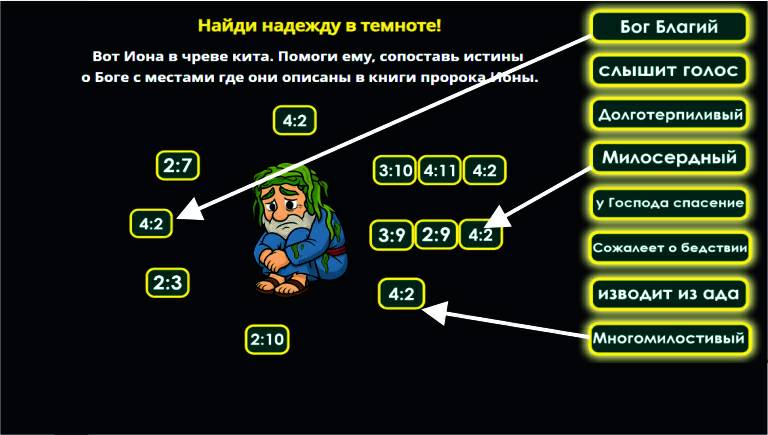 Найди надежду в темноте!
Вот Иона в чреве кита. Помоги ему, сопоставь истины
о Боге с местами где они описаны в книги пророка Ионы.
4:2
2:7
4:2
2:3
2:10
3:10 4:11 4:2
3:9 2:9 4:2
4:2
Бог Благий
слышит голос
Долготерпиливый
Милосердный
у Господа спасение
Сожалеет о бедствии
изводит из ада
Многомилостивый